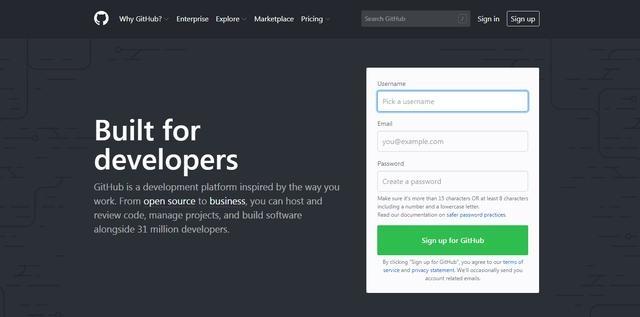 Why GitHub? Enterprise Explore Marketplace Pricing Search GitHub / Sign in Sign up
Built for
developers
GitHub is a development platform inspired by the way you
work. From open source to business, you can host and
review code, manage projects, and build software
alongside 31 million developers.
Username
Pick a username
Email
you@example.com
Password
Create a password
Make sure it's more than 15 characters OR at least 8 characters
including a number and a lowercase letter.
Read our documentation on safer password practices.
Sign up for GitHub
By clicking "Sign up for GitHub", you agree to our terms of
service and privacy statement. We'll occasionally send you
account related emails.